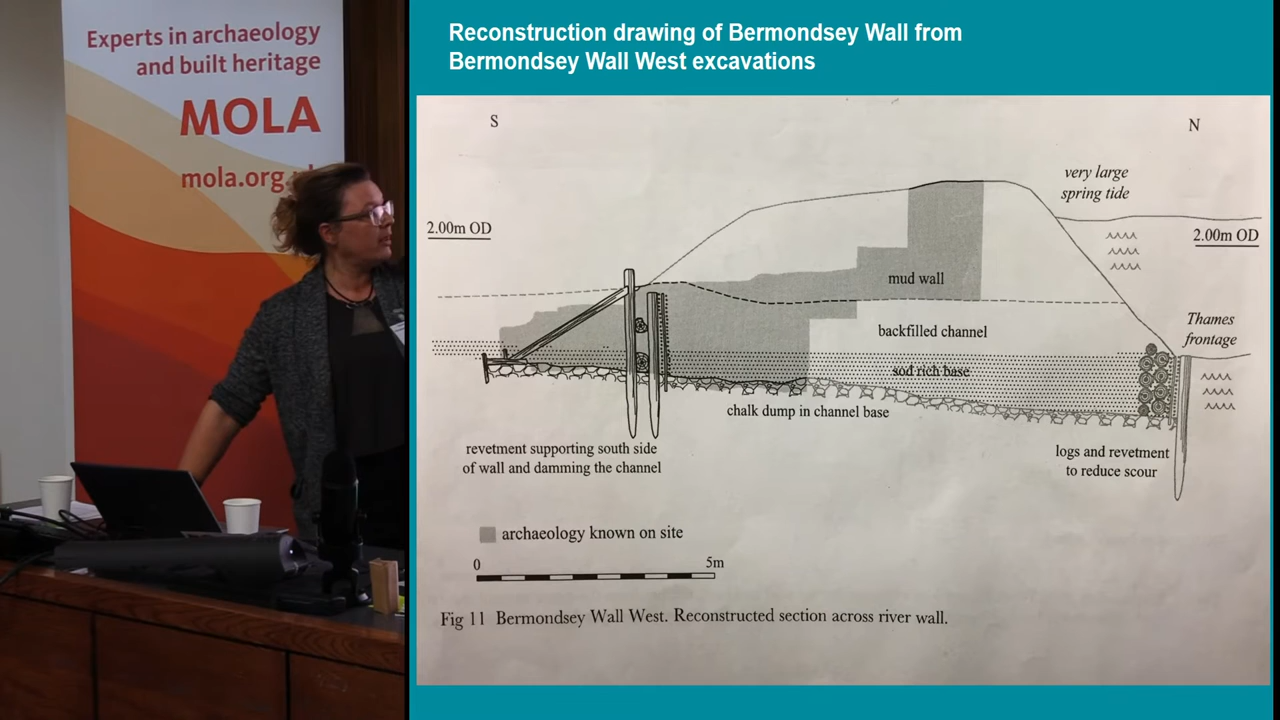 Experts in archaeology
and built heritage
MOLA
mola.org
Reconstruction drawing of Bermondsey Wall from
Bermondsey Wall West excavations
S
N
very large
spring tide
2.00m OD
2.00m OD
mud wall
Thames
frontage
backfilled channel
sod rich base
chalk dump in channel base
revetment supporting south side
of wall and damming the channel
logs and revetment
to reduce scour
archaeology known on site
0
5m
Fig 11 Bermondsey Wall West. Reconstructed section across river wall.